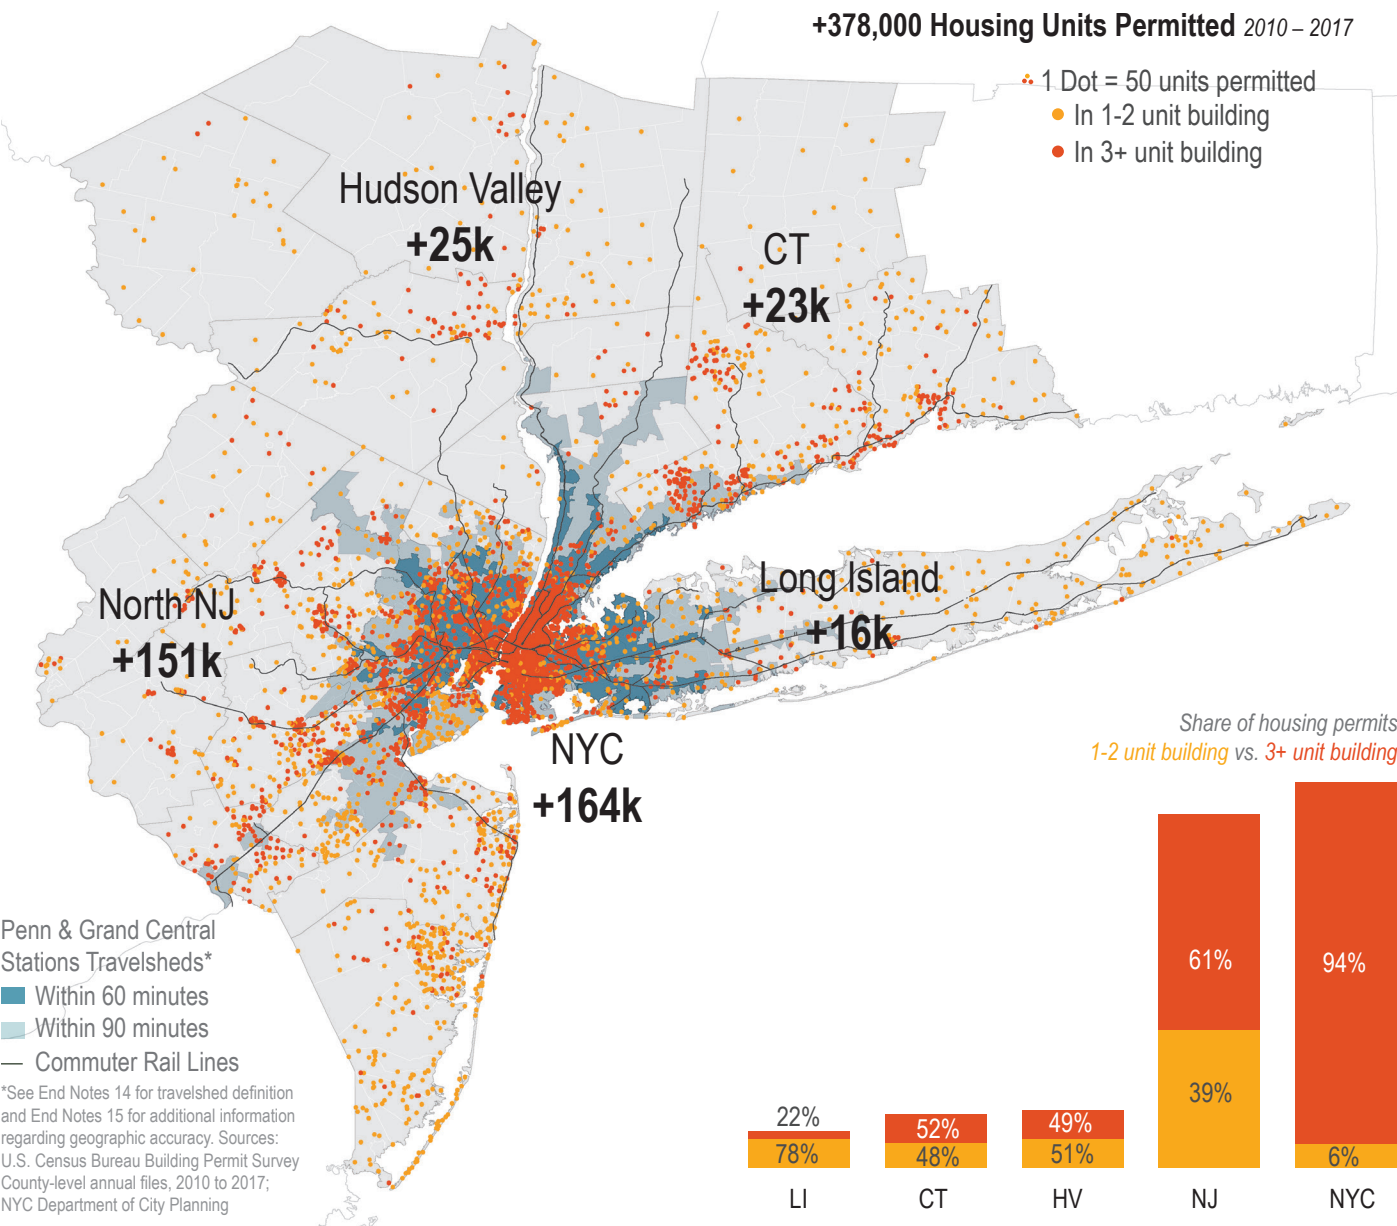 +378,000 Housing Units Permitted 2010 – 2017
1 Dot = 50 units permitted
In 1-2 unit building
In 3+ unit building
Hudson Valley
+25k
CT
+23k
Long Island
+16k
North NJ
+151k
NYC
+164k
Penn & Grand Central
Stations Travelsheds*
Within 60 minutes
Within 90 minutes
Commuter Rail Lines
*See End Notes 14 for travelshed definition
and End Notes 15 for additional information
regarding geographic accuracy. Sources:
U.S. Census Bureau Building Permit Survey
County-level annual files, 2010 to 2017;
NYC Department of City Planning
Share of housing permits
1-2 unit building vs. 3+ unit building
22%
78%
52%
48%
49%
51%
61%
39%
94%
6%
LI
CT
HV
NJ
NYC